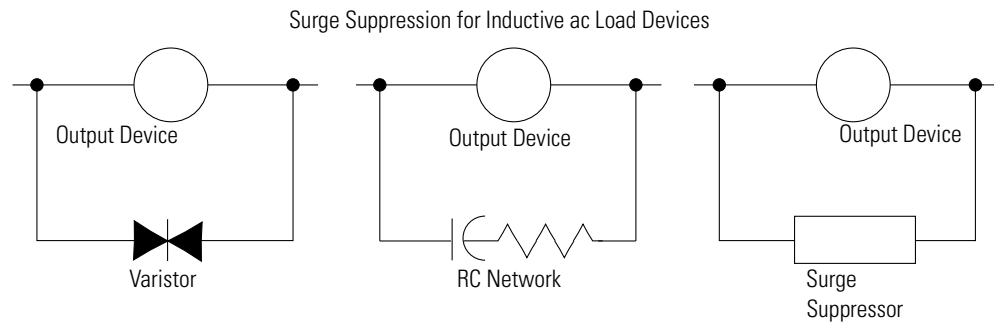 Surge Suppression for Inductive ac Load Devices
Output Device
Output Device
Output Device
Varistor
RC Network
Surge
Suppressor